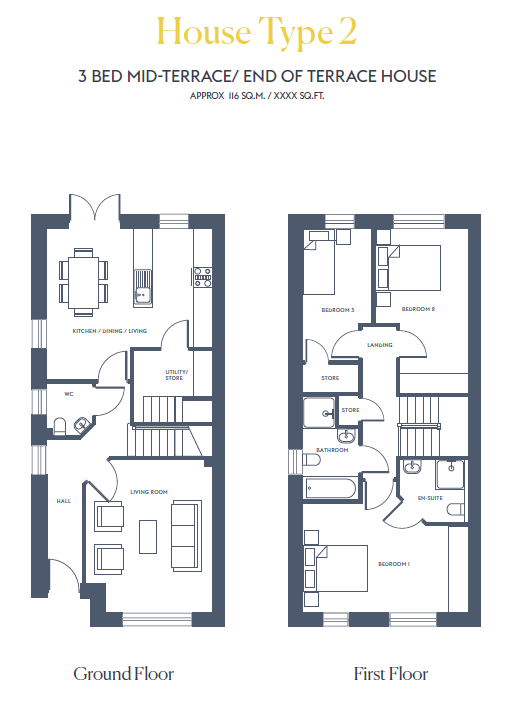 House Type 2
3 BED MID-TERRACE/ END OF TERRACE HOUSE
APPROX 116 SQ.M. / XXXX SQ.FT.
KITCHEN / DINING / LIVING
UTILITY/
STORE
WC
HALL
LIVING ROOM
Ground Floor
BEDROOM 3
BEDROOM 2
LANDING
STORE
STORE
BATHROOM
EN-SUITE
BEDROOM 1
First Floor